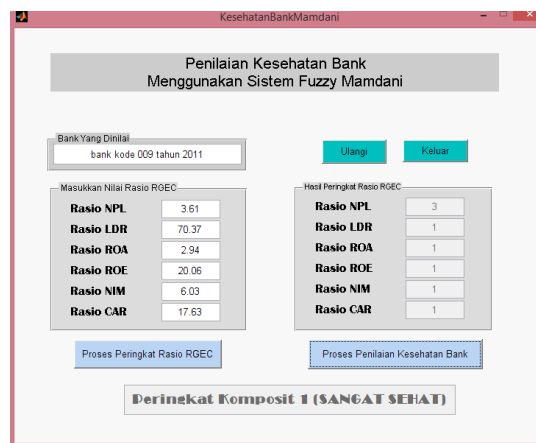 KesehatanBankMamdani
Penilaian Kesehatan Bank
Menggunakan Sistem Fuzzy Mamdani
Bank Yang Dinilai
bank kode 009 tahun 2011
Ulangi
Keluar
Masukkan Nilai Rasio RGEC
Rasio NPL 3.61
Rasio LDR 70.37
Rasio ROA 2.94
Rasio ROE 20.06
Rasio NIM 6.03
Rasio CAR 17.63
Proses Peringkat Rasio RGEC
Hasil Peringkat Rasio RGEC
Rasio NPL 3
Rasio LDR 1
Rasio ROA 1
Rasio ROE 1
Rasio NIM 1
Rasio CAR 1
Proses Penilaian Kesehatan Bank
Peringkat Komposit 1 (SANGAT SEHAT)